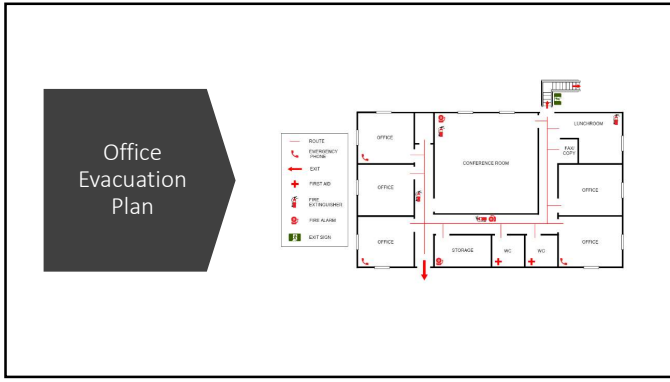 Office
Evacuation
Plan
ROUTE
EMERGENCY
PHONE
EXIT
FIRST AID
FIRE
EXTINGUISHER
FIRE ALARM
EXIT SIGN
OFFICE
LUNCHROOM
FAX/
COPY
CONFERENCE ROOM
OFFICE
OFFICE
OFFICE
STORAGE
WC
WC
OFFICE